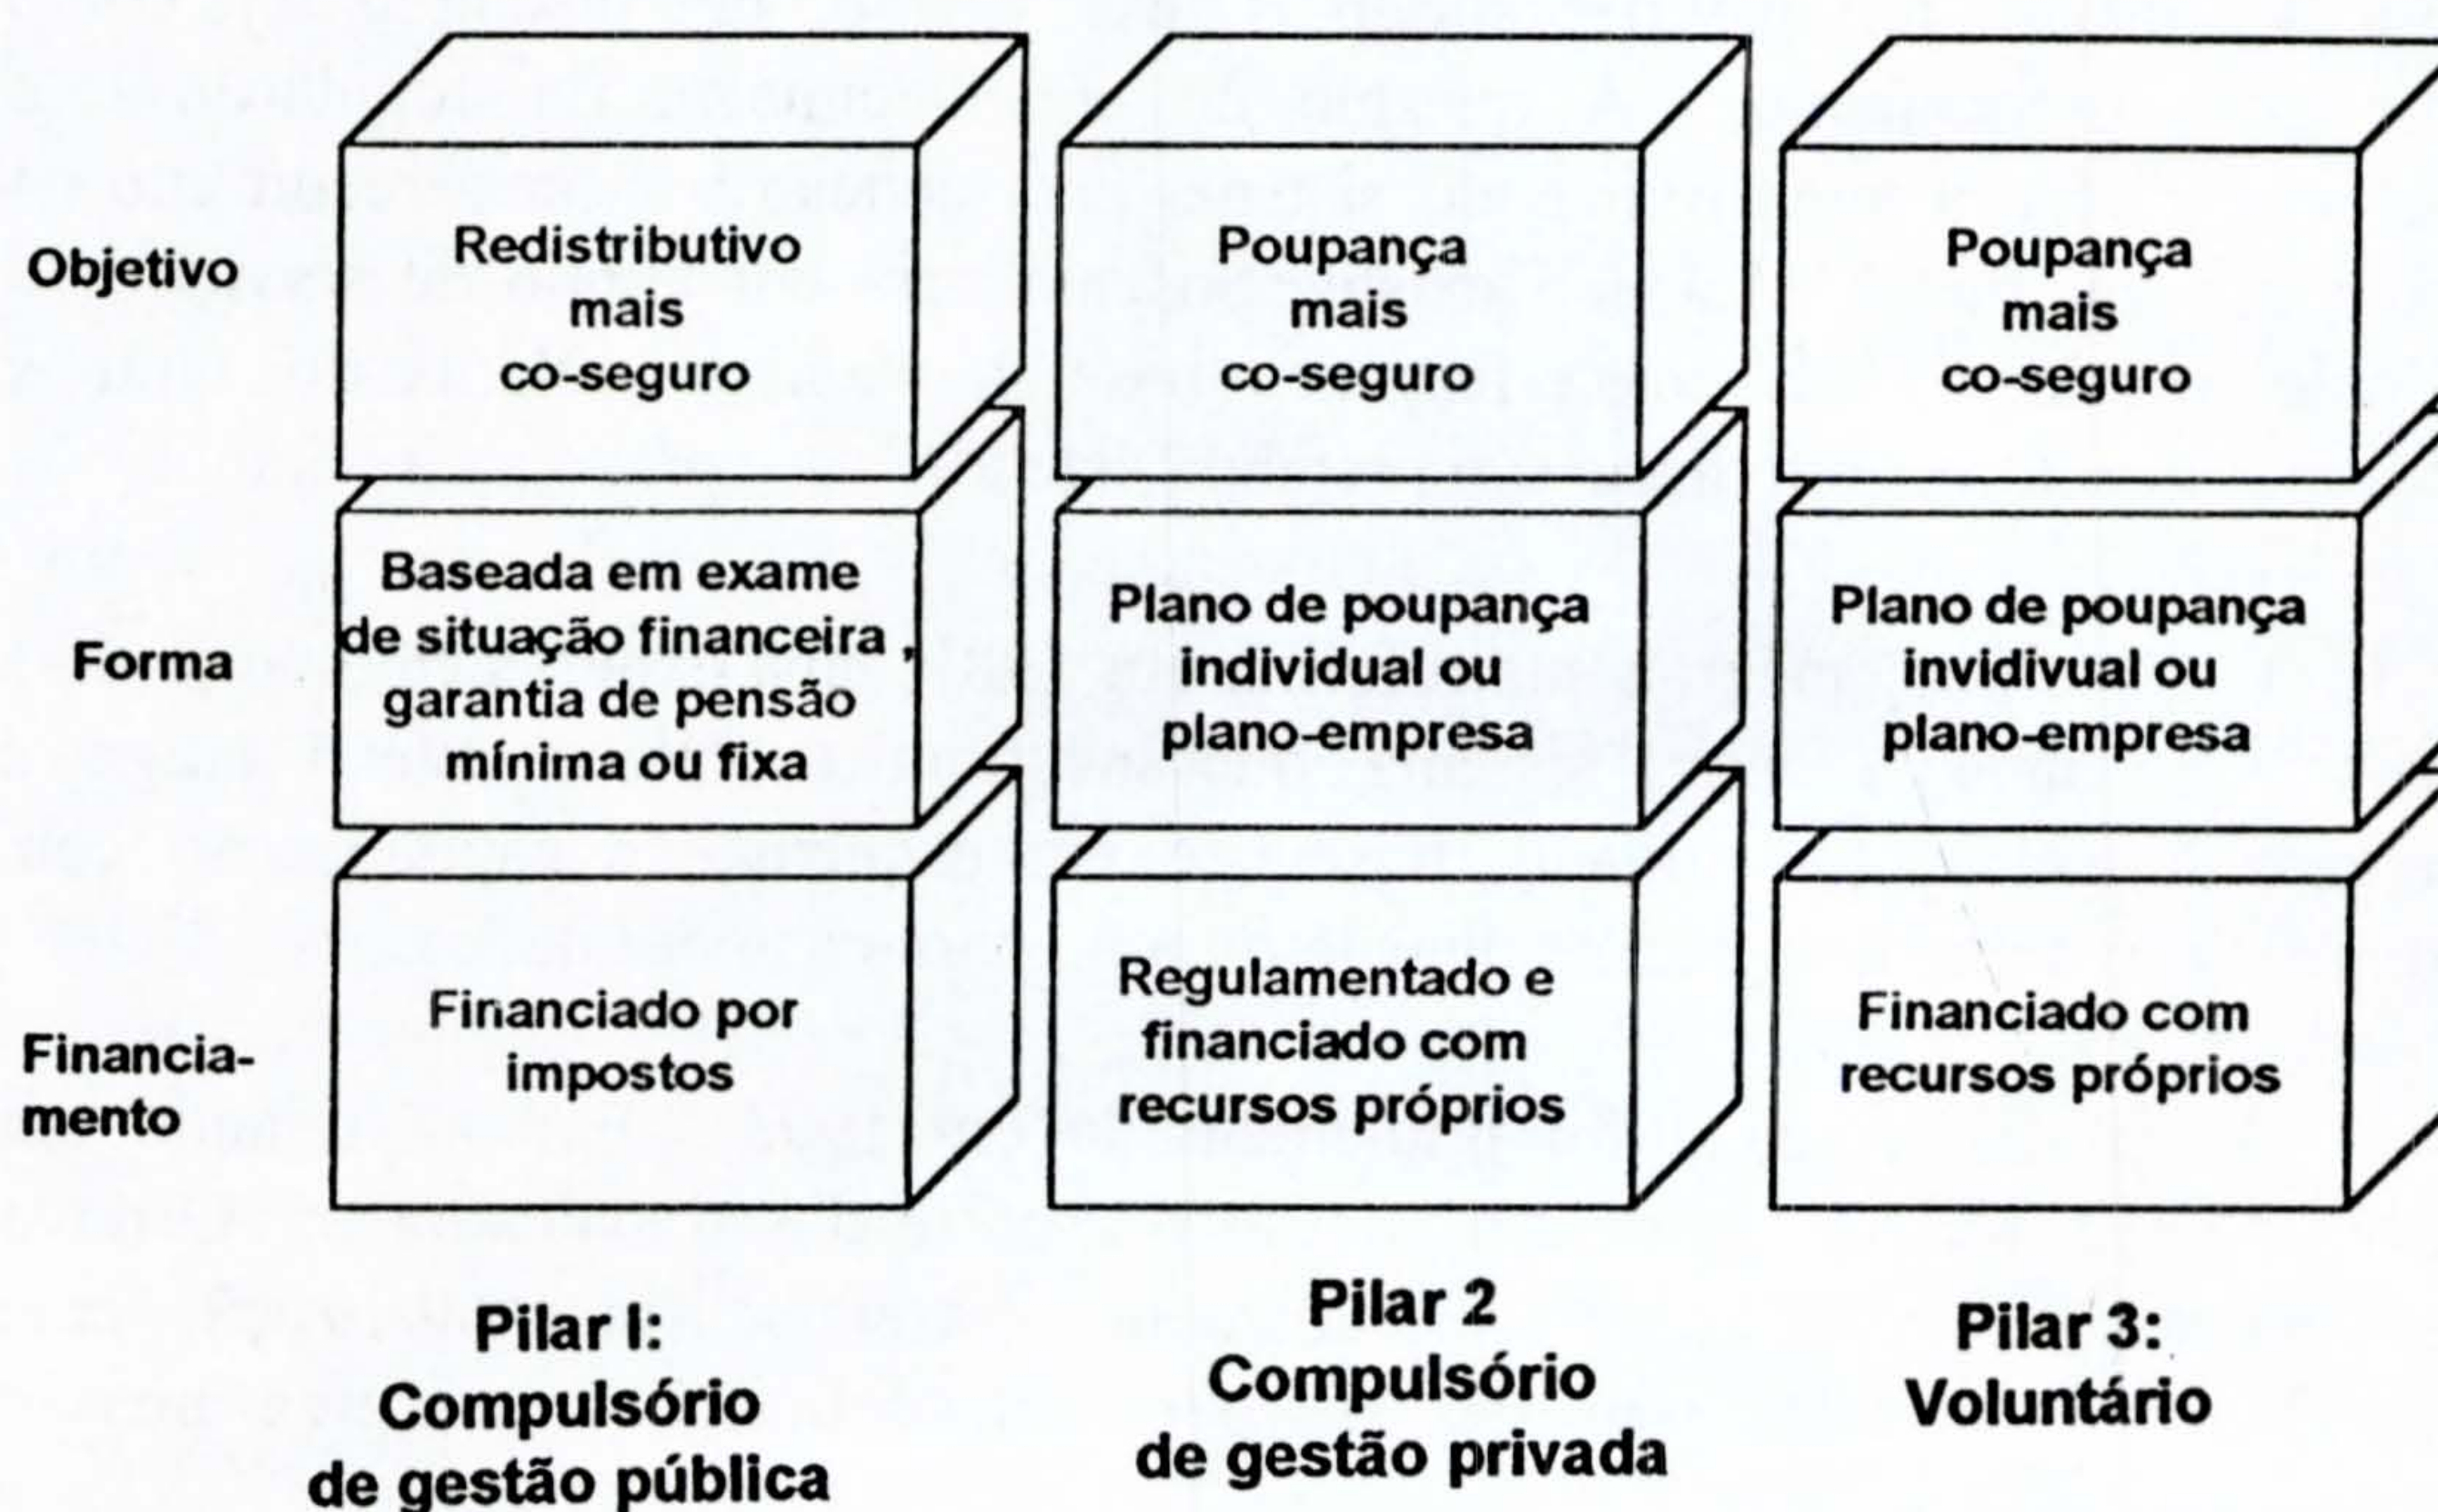 Objetivo
Redistributivo
mais
co-seguro
Poupança
mais
co-seguro
Poupança
mais
co-seguro
Forma
Baseada em exame
de situação financeira ,
garantia de pensão
mínima ou fixa
Plano de poupança
individual ou
plano-empresa
Plano de poupança
invidivual ou
plano-empresa
Financia-
mento
Financiado por
impostos
Regulamentado e
financiado com
recursos próprios
Financiado com
recursos próprios
Pilar I:
Compulsório
de gestão pública
Pilar 2
Compulsório
de gestão privada
Pilar 3:
Voluntário